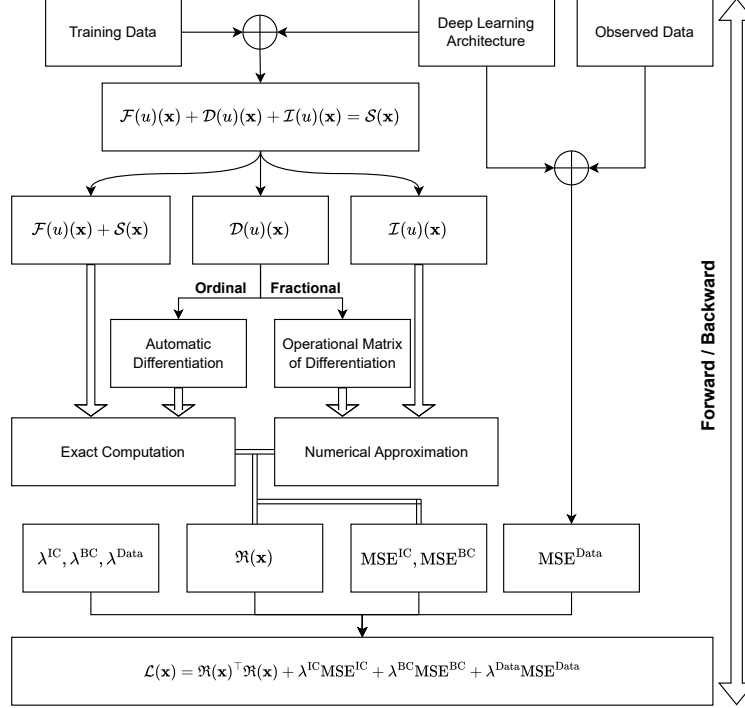 Training Data
Deep Learning
Architecture
Observed Data
𝓕(u)(𝐱) + 𝓓(u)(𝐱) + 𝓘(u)(𝐱) = 𝓢(𝐱)
𝓕(u)(𝐱) + 𝓢(𝐱)
𝓓(u)(𝐱)
𝓘(u)(𝐱)
Ordinal
Fractional
Automatic
Differentiation
Operational Matrix
of Differentiation
Exact Computation
Numerical Approximation
λ^IC, λ^BC, λ^Data
ℜ(𝐱)
MSE^IC, MSE^BC
MSE^Data
𝓛(𝐱) = ℜ(𝐱)^⊤ℜ(𝐱) + λ^IC MSE^IC + λ^BC MSE^BC + λ^Data MSE^Data
Forward / Backward